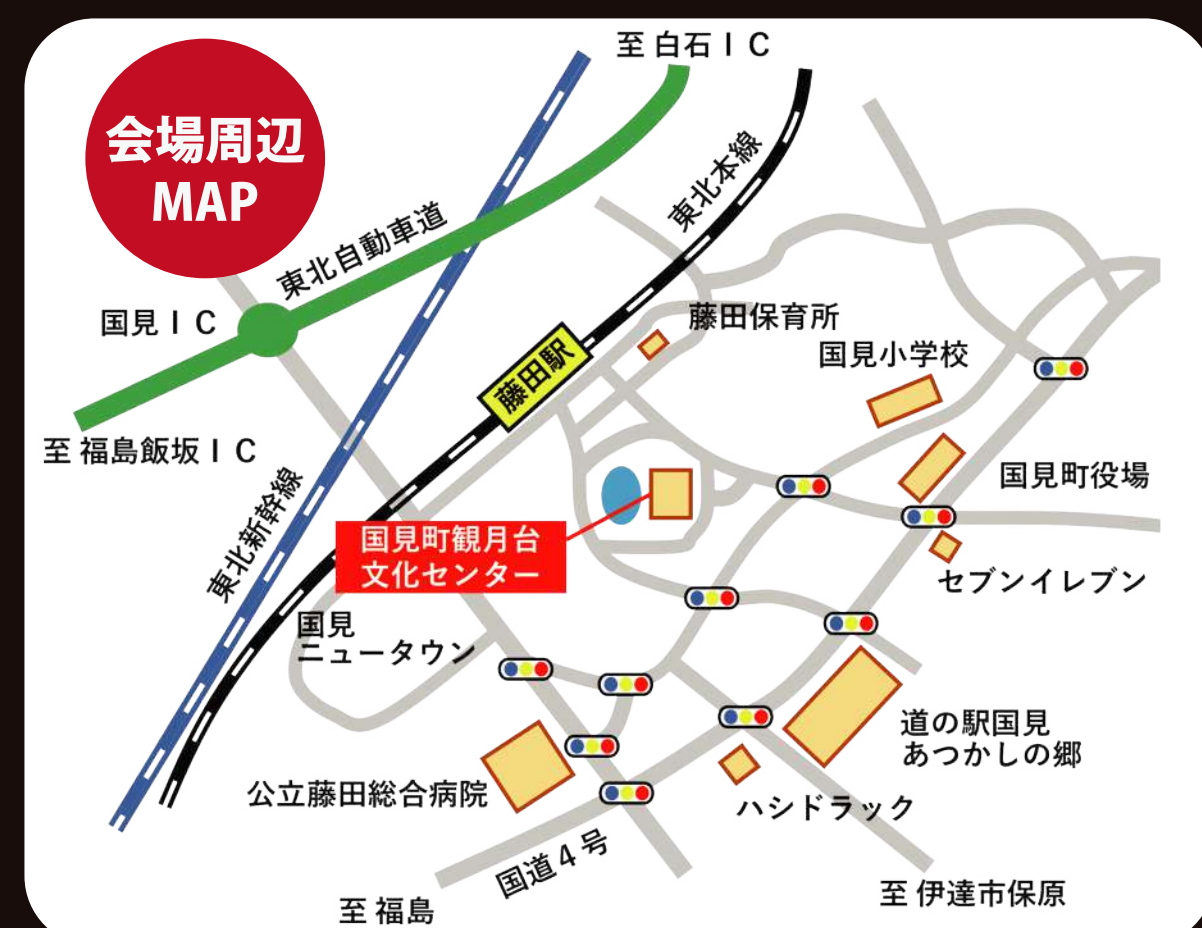 会場周辺
MAP
至 白石ＩＣ
東北本線
東北自動車道
国見ＩＣ
藤田保育所
国見小学校
藤田駅
至 福島飯坂ＩＣ
国見町役場
東北新幹線
国見町観月台
文化センター
セブンイレブン
国見
ニュータウン
道の駅国見
あつかしの郷
公立藤田総合病院
ハシドラック
国道４号
至 伊達市保原
至 福島